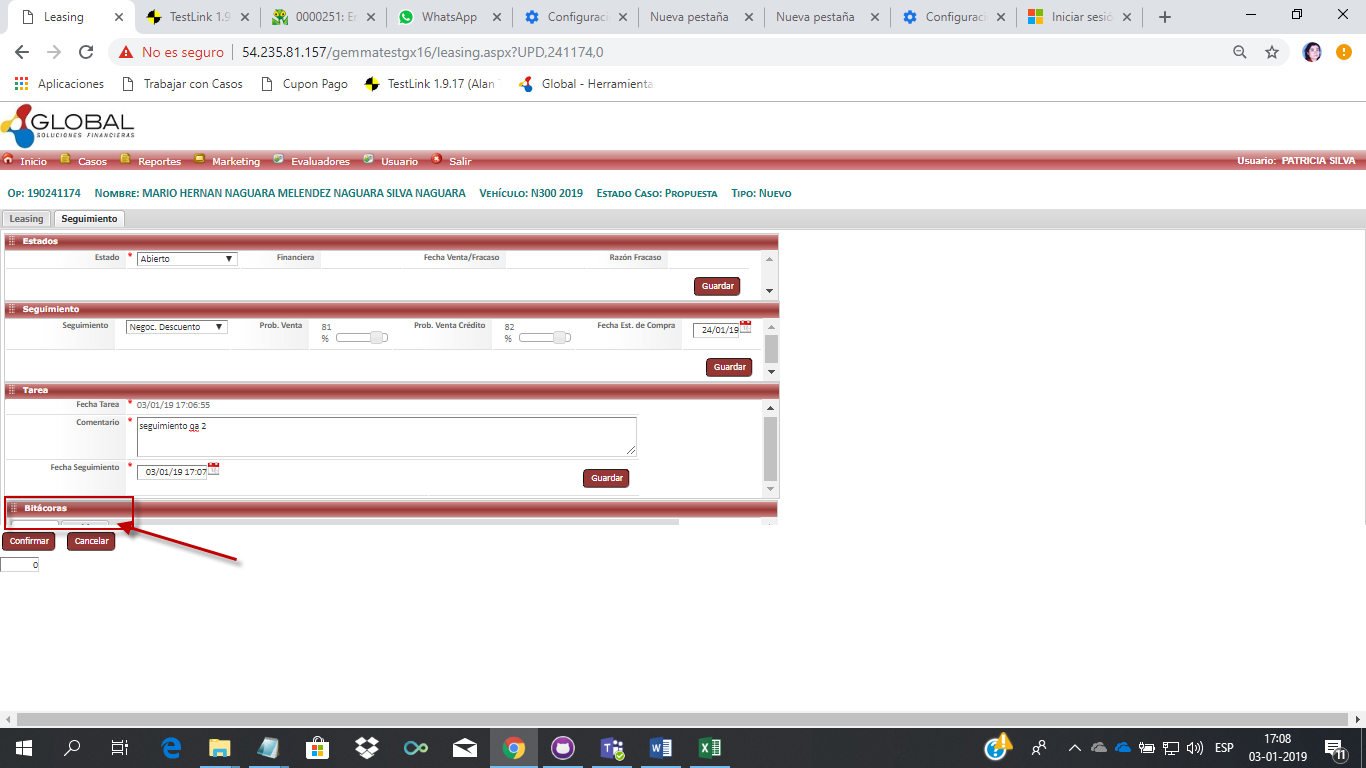 Leasing
TestLink 1.9
0000251: Er
WhatsApp
Configuraci
Nueva pestaña
Nueva pestaña
Configuraci
Iniciar sesió
No es seguro 54.235.81.157/gemmatestgx16/leasing.aspx?UPD,241174,0
Aplicaciones Trabajar con Casos Cupon Pago TestLink 1.9.17 (Alan Global - Herramienta
GLOBAL
SOLUCIONES FINANCIERAS
Inicio Casos Reportes Marketing Evaluadores Usuario Salir Usuario: PATRICIA SILVA
Op: 190241174 Nombre: MARIO HERNAN NAGUARA MELENDEZ NAGUARA SILVA NAGUARA Vehículo: N300 2019 Estado Caso: Propuesta Tipo: Nuevo
Leasing Seguimiento
Estados
Estado * Abierto Financiera Fecha Venta/Fracaso Razón Fracaso
Guardar
Seguimiento
Seguimiento Negoc. Descuento Prob. Venta 81 % Prob. Venta Crédito 82 % Fecha Est. de Compra 24/01/19
Guardar
Tarea
Fecha Tarea * 03/01/19 17:06:55
Comentario * seguimiento qa 2
Fecha Seguimiento * 03/01/19 17:07
Guardar
Bitácoras
Confirmar Cancelar
0
ESP
17:08
03-01-2019
11